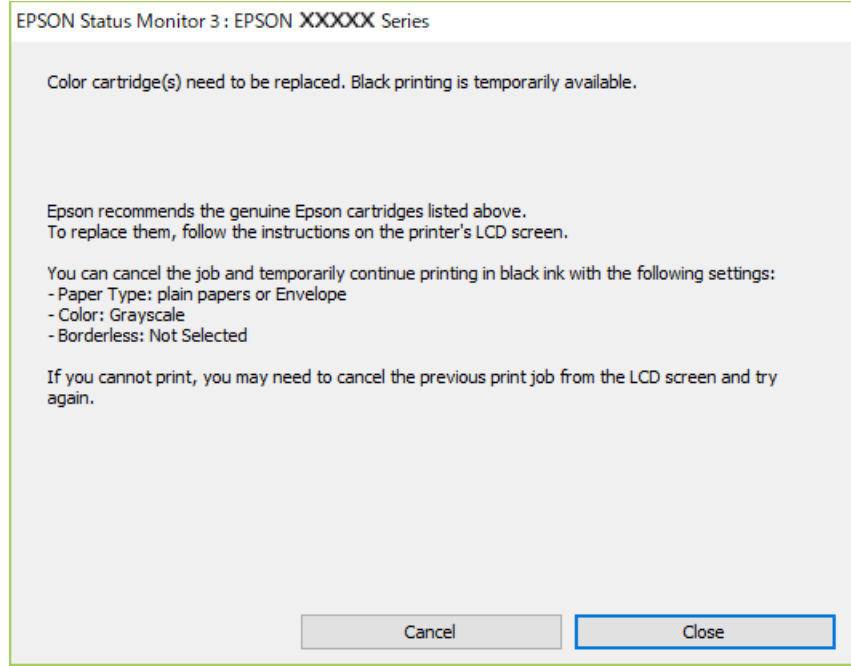 EPSON Status Monitor 3 : EPSON XXXXX Series
Color cartridge(s) need to be replaced. Black printing is temporarily available.
Epson recommends the genuine Epson cartridges listed above.
To replace them, follow the instructions on the printer's LCD screen.
You can cancel the job and temporarily continue printing in black ink with the following settings:
- Paper Type: plain papers or Envelope
- Color: Grayscale
- Borderless: Not Selected
If you cannot print, you may need to cancel the previous print job from the LCD screen and try
again.
Cancel
Close